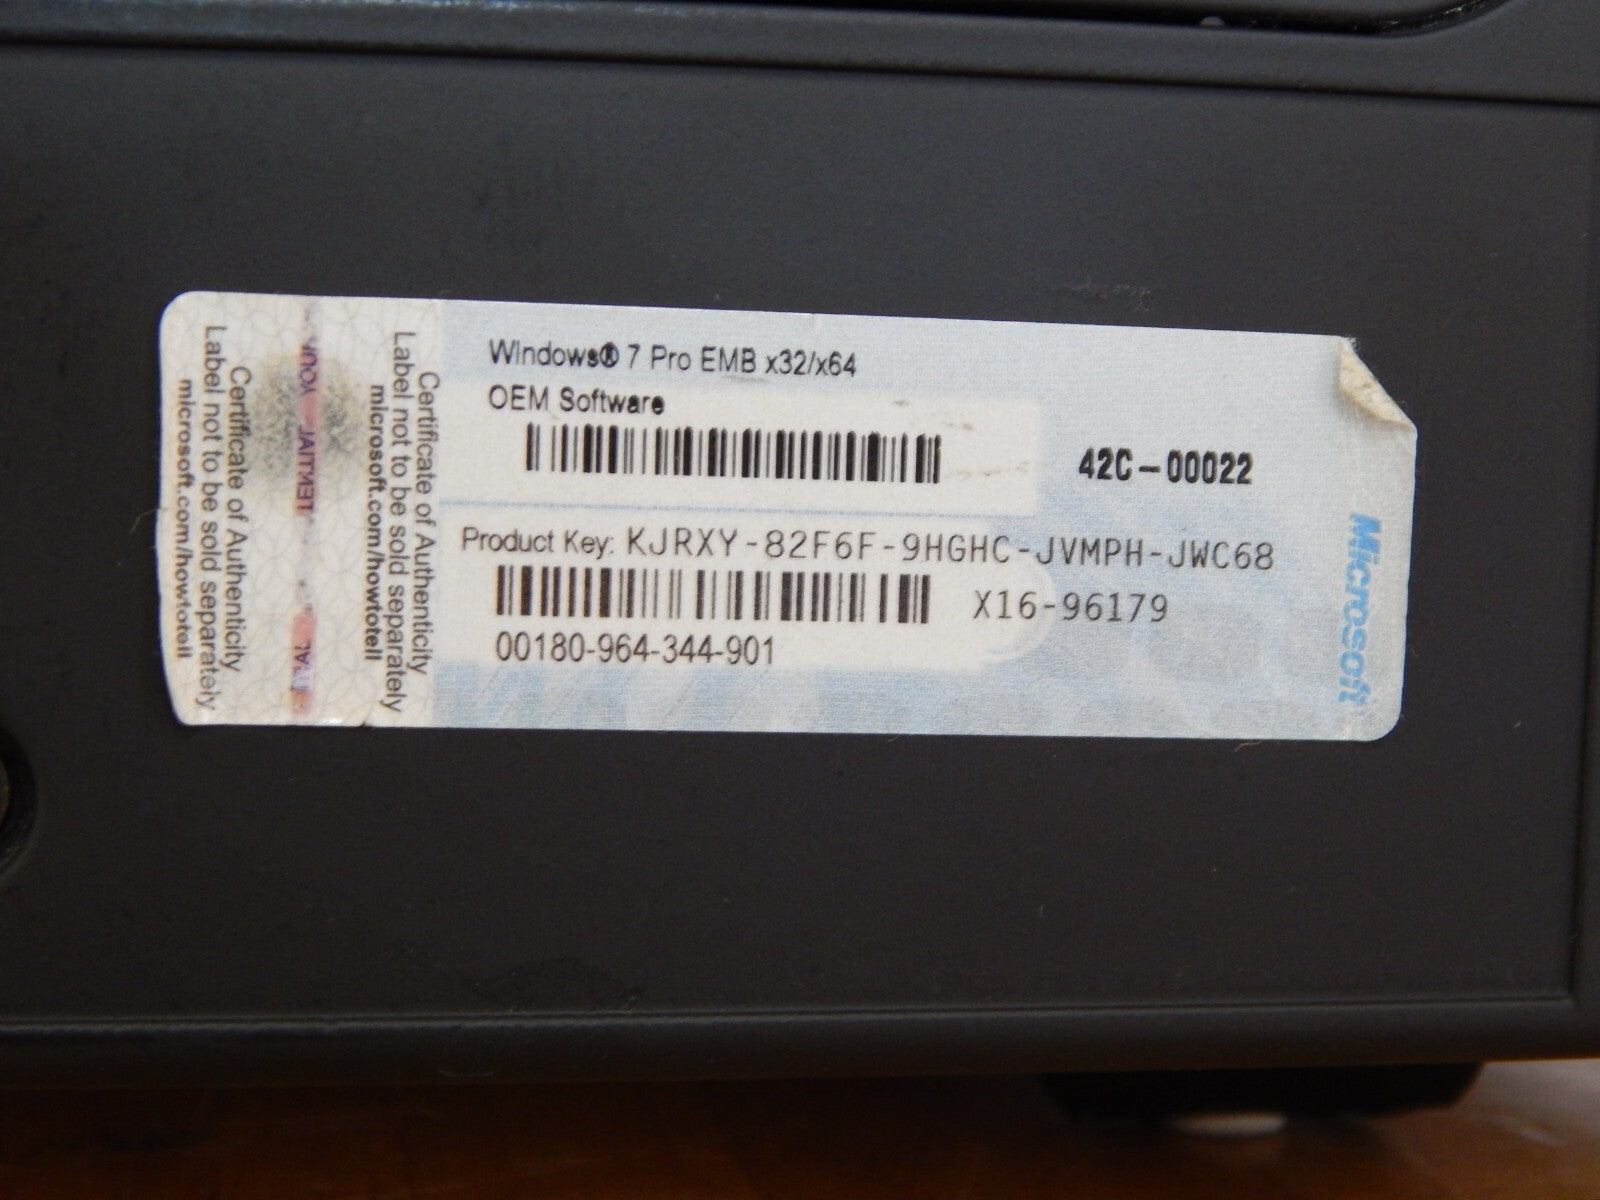 Windows® 7 Pro EMB x32/x64
OEM Software
42C-00022
Product Key: KJRXY-82F6F-9HGHC-JVMPH-JWC68
X16-96179
00180-964-344-901
Microsoft
Certificate of Authenticity
Label not to be sold separately
microsoft.com/howtotell
Certificate of Authenticity
Label not to be sold separately
microsoft.com/howtotell